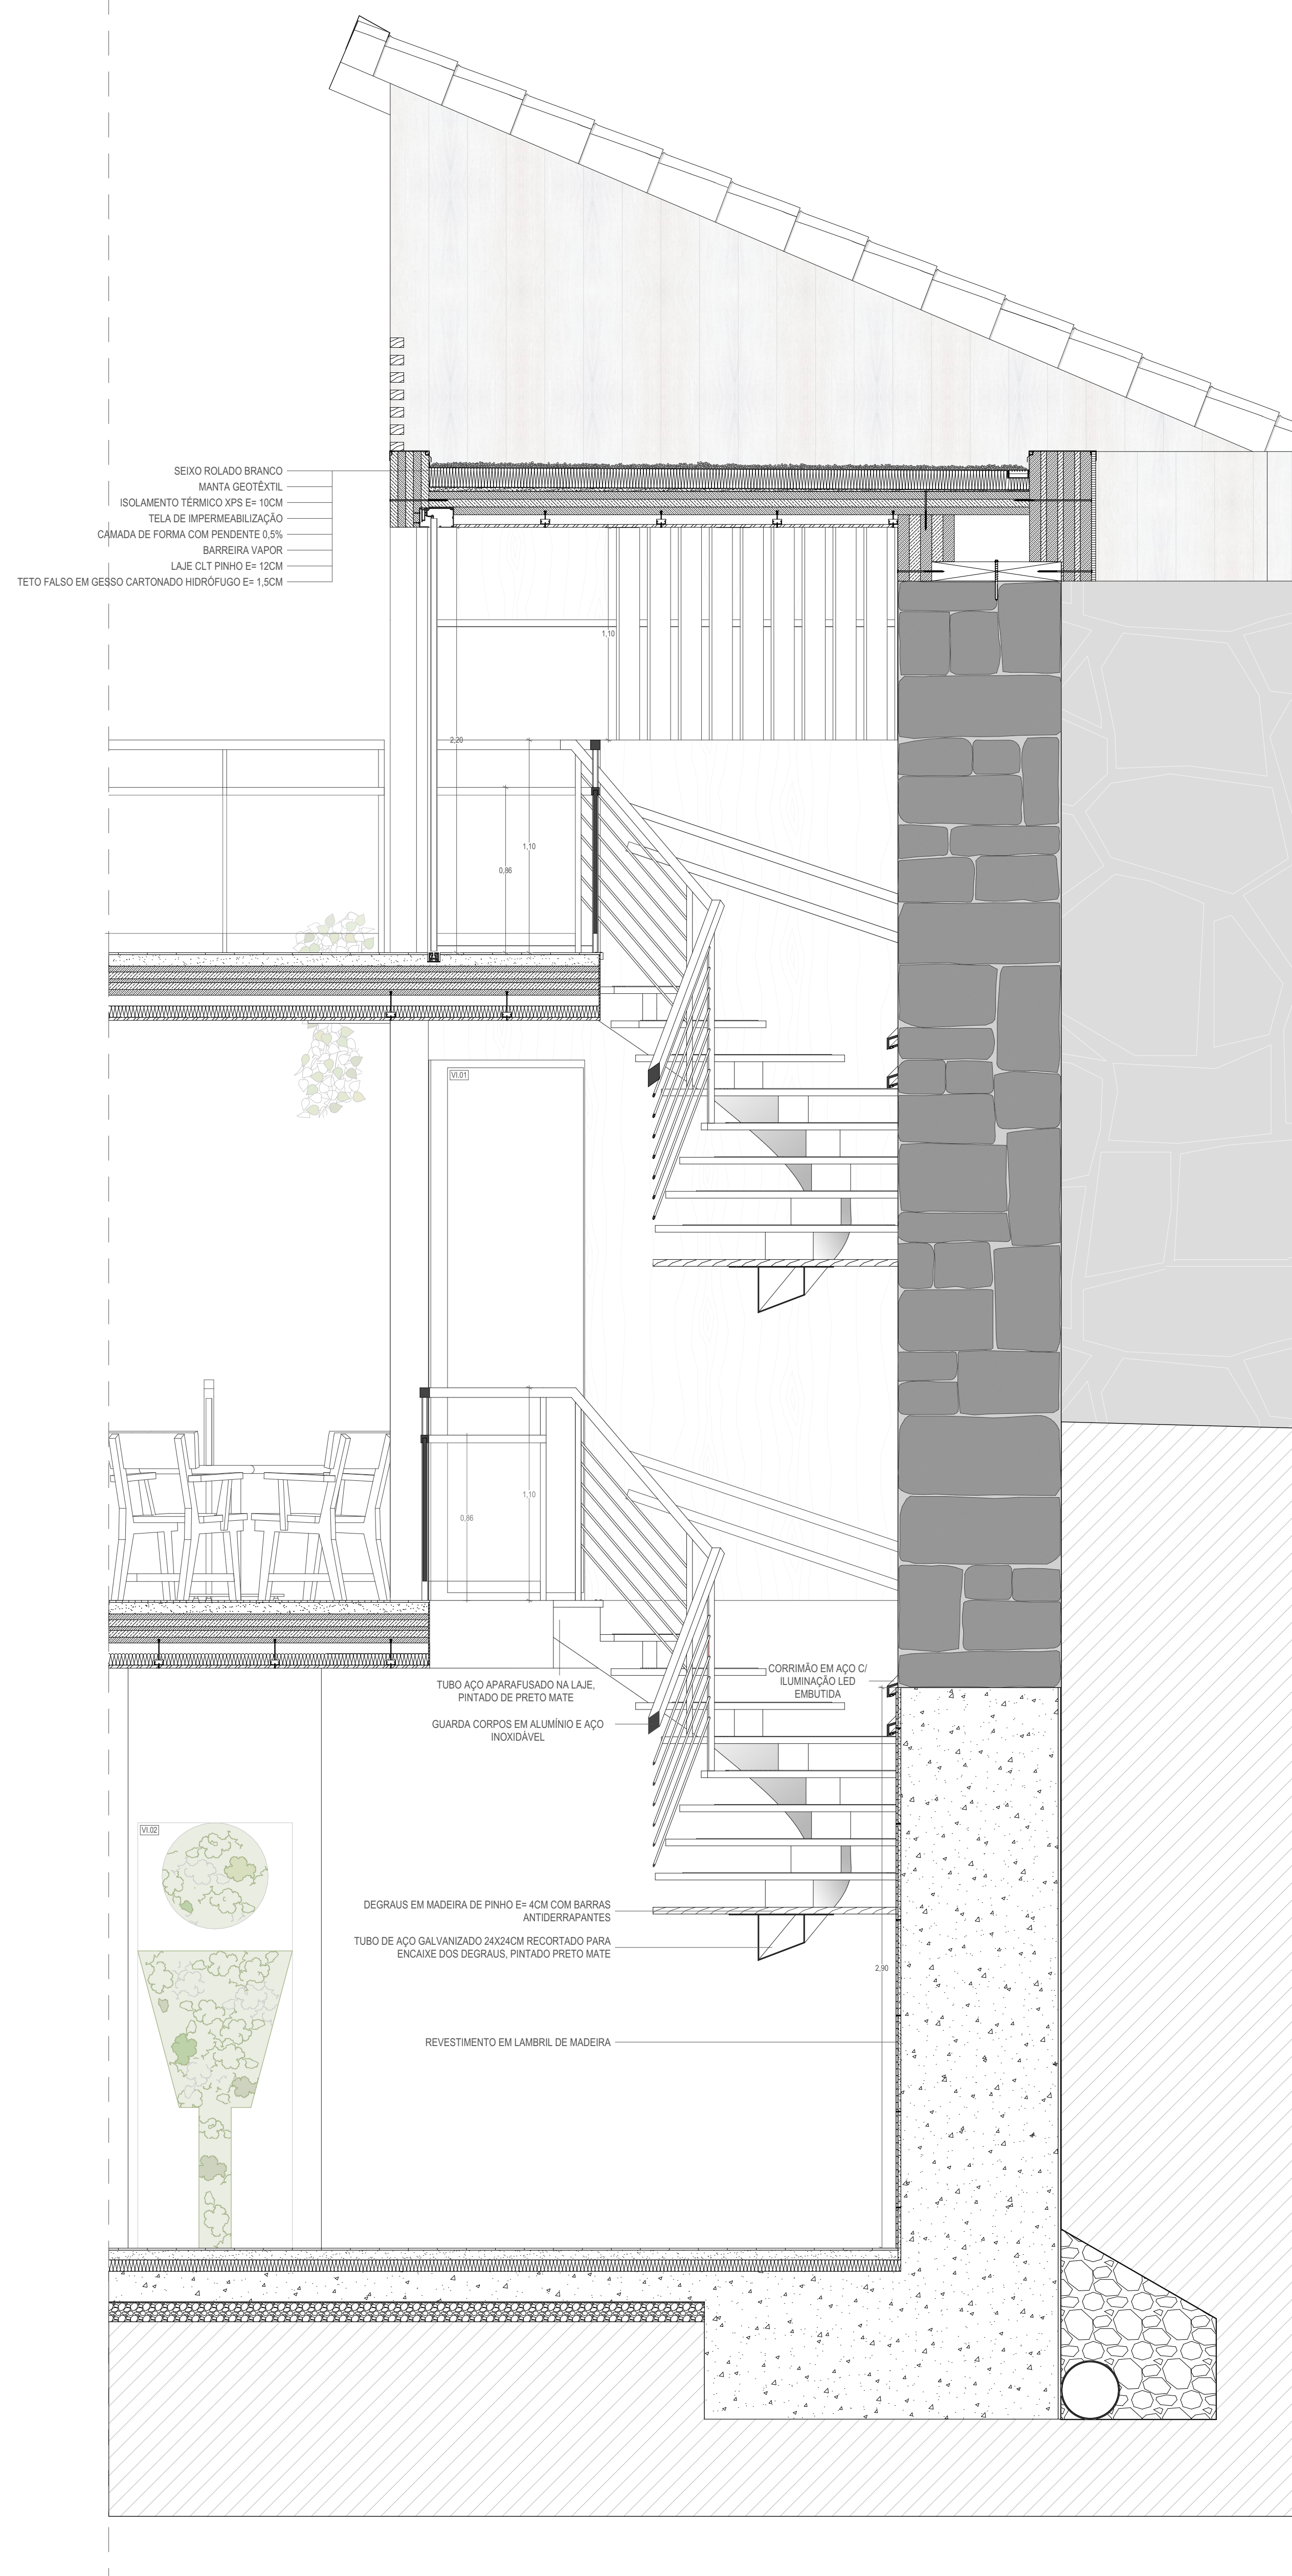 SEIXO ROLADO BRANCO
MANTA GEOTÊXTIL
ISOLAMENTO TÉRMICO XPS E= 10CM
TELA DE IMPERMEABILIZAÇÃO
CAMADA DE FORMA COM PENDENTE 0,5%
BARREIRA VAPOR
LAJE CLT PINHO E= 12CM
TETO FALSO EM GESSO CARTONADO HIDRÓFUGO E= 1,5CM
1,10
2,20
1,10
0,86
VI.01
1,10
0,86
CORRIMÃO EM AÇO C/
ILUMINAÇÃO LED
EMBUTIDA
TUBO AÇO APARAFUSADO NA LAJE,
PINTADO DE PRETO MATE
GUARDA CORPOS EM ALUMÍNIO E AÇO
INOXIDÁVEL
VI.02
DEGRAUS EM MADEIRA DE PINHO E= 4CM COM BARRAS
ANTIDERRAPANTES
TUBO DE AÇO GALVANIZADO 24X24CM RECORTADO PARA
ENCAIXE DOS DEGRAUS, PINTADO PRETO MATE
2,90
REVESTIMENTO EM LAMBRIL DE MADEIRA